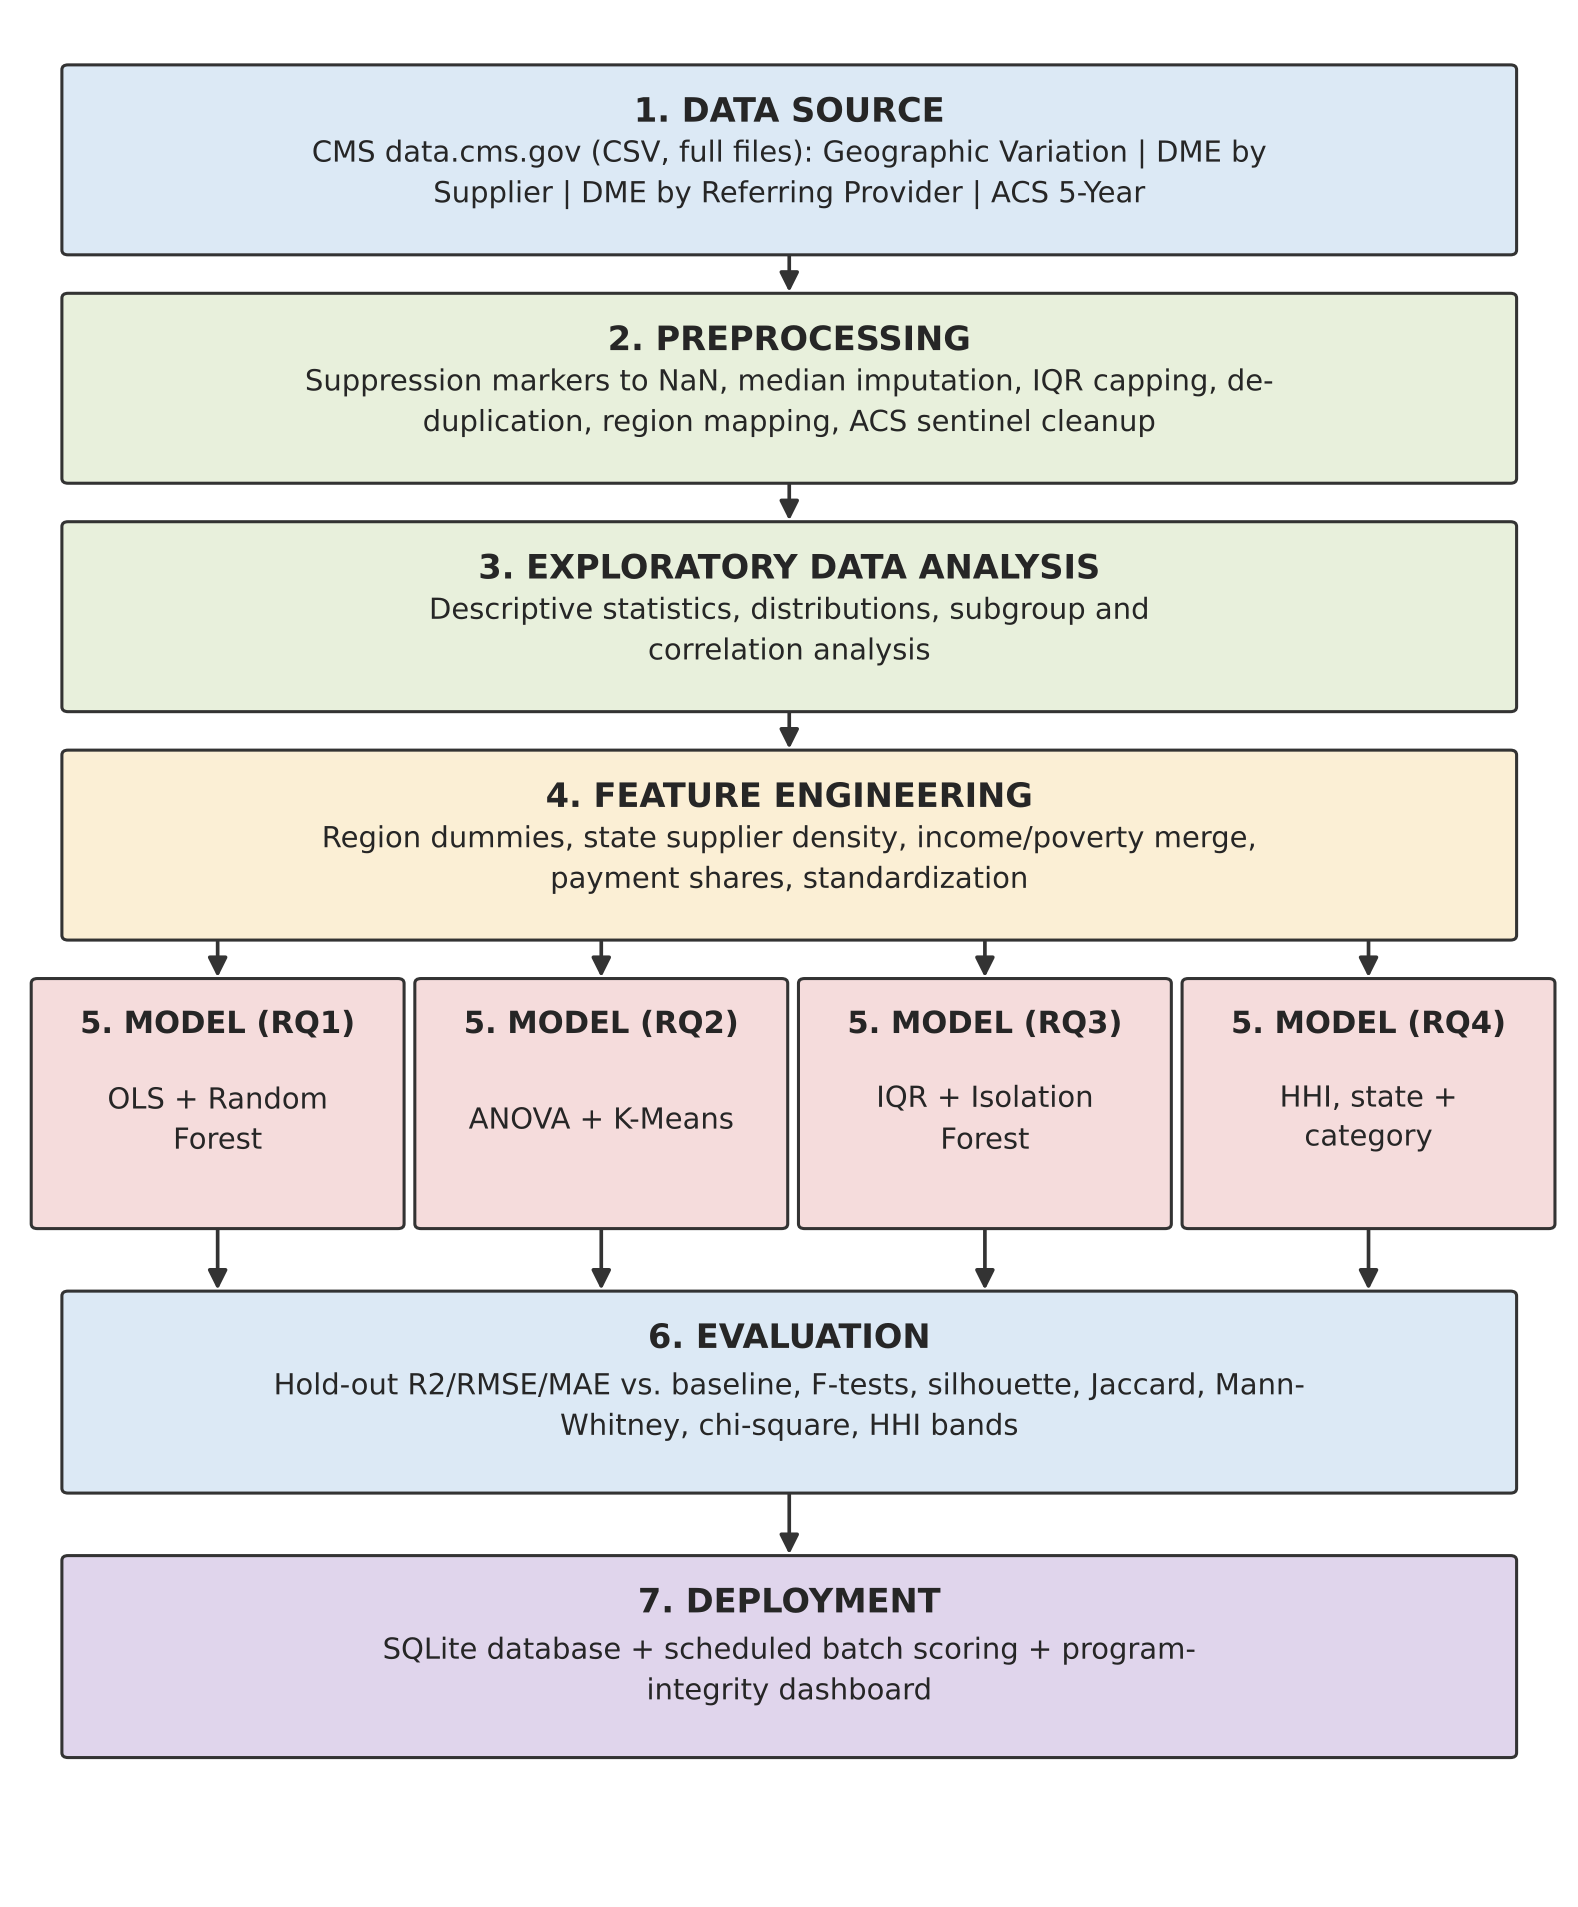 1. DATA SOURCE
CMS data.cms.gov (CSV, full files): Geographic Variation | DME by
Supplier | DME by Referring Provider | ACS 5-Year
2. PREPROCESSING
Suppression markers to NaN, median imputation, IQR capping, de-
duplication, region mapping, ACS sentinel cleanup
3. EXPLORATORY DATA ANALYSIS
Descriptive statistics, distributions, subgroup and
correlation analysis
4. FEATURE ENGINEERING
Region dummies, state supplier density, income/poverty merge,
payment shares, standardization
5. MODEL (RQ1)
OLS + Random
Forest
5. MODEL (RQ2)
ANOVA + K-Means
5. MODEL (RQ3)
IQR + Isolation
Forest
5. MODEL (RQ4)
HHI, state +
category
6. EVALUATION
Hold-out R2/RMSE/MAE vs. baseline, F-tests, silhouette, Jaccard, Mann-
Whitney, chi-square, HHI bands
7. DEPLOYMENT
SQLite database + scheduled batch scoring + program-
integrity dashboard